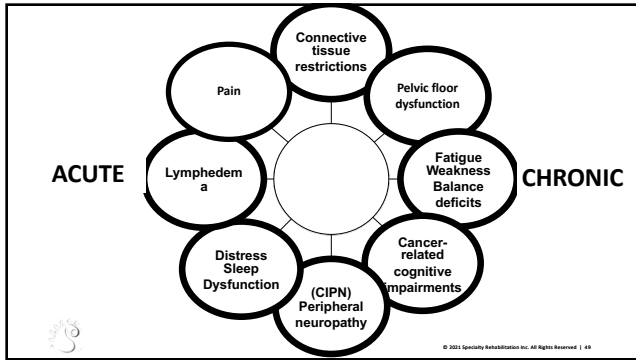 Connective
tissue
restrictions
Pain
Pelvic floor
dysfunction
ACUTE
Lymphedem
a
Fatigue
Weakness
Balance
deficits
CHRONIC
Distress
Sleep
Dysfunction
Cancer-
related
cognitive
impairments
(CIPN)
Peripheral
neuropathy
© 2021 Specialty Rehabilitation Inc. All Rights Reserved | 49